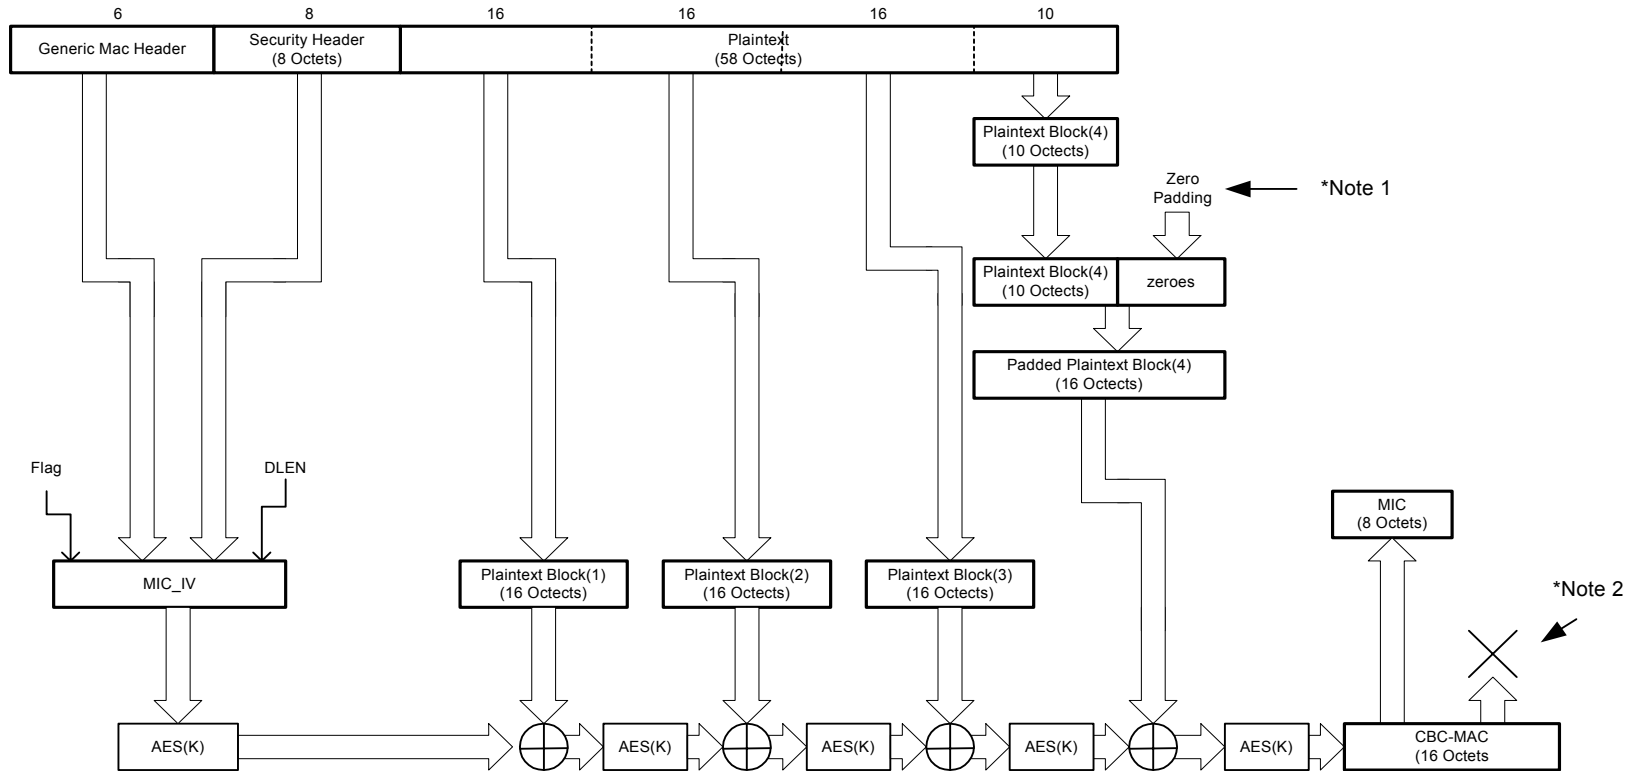 6
8
16
16
16
10
Generic Mac Header
Security Header
(8 Octets)
Plaintext
(58 Octects)
Plaintext Block(4)
(10 Octects)
Zero
Padding
*Note 1
Plaintext Block(4)
(10 Octects)
zeroes
Padded Plaintext Block(4)
(16 Octects)
Flag
DLEN
MIC
(8 Octets)
MIC_IV
Plaintext Block(1)
(16 Octects)
Plaintext Block(2)
(16 Octects)
Plaintext Block(3)
(16 Octects)
*Note 2
AES(K)
AES(K)
AES(K)
AES(K)
AES(K)
CBC-MAC
(16 Octets